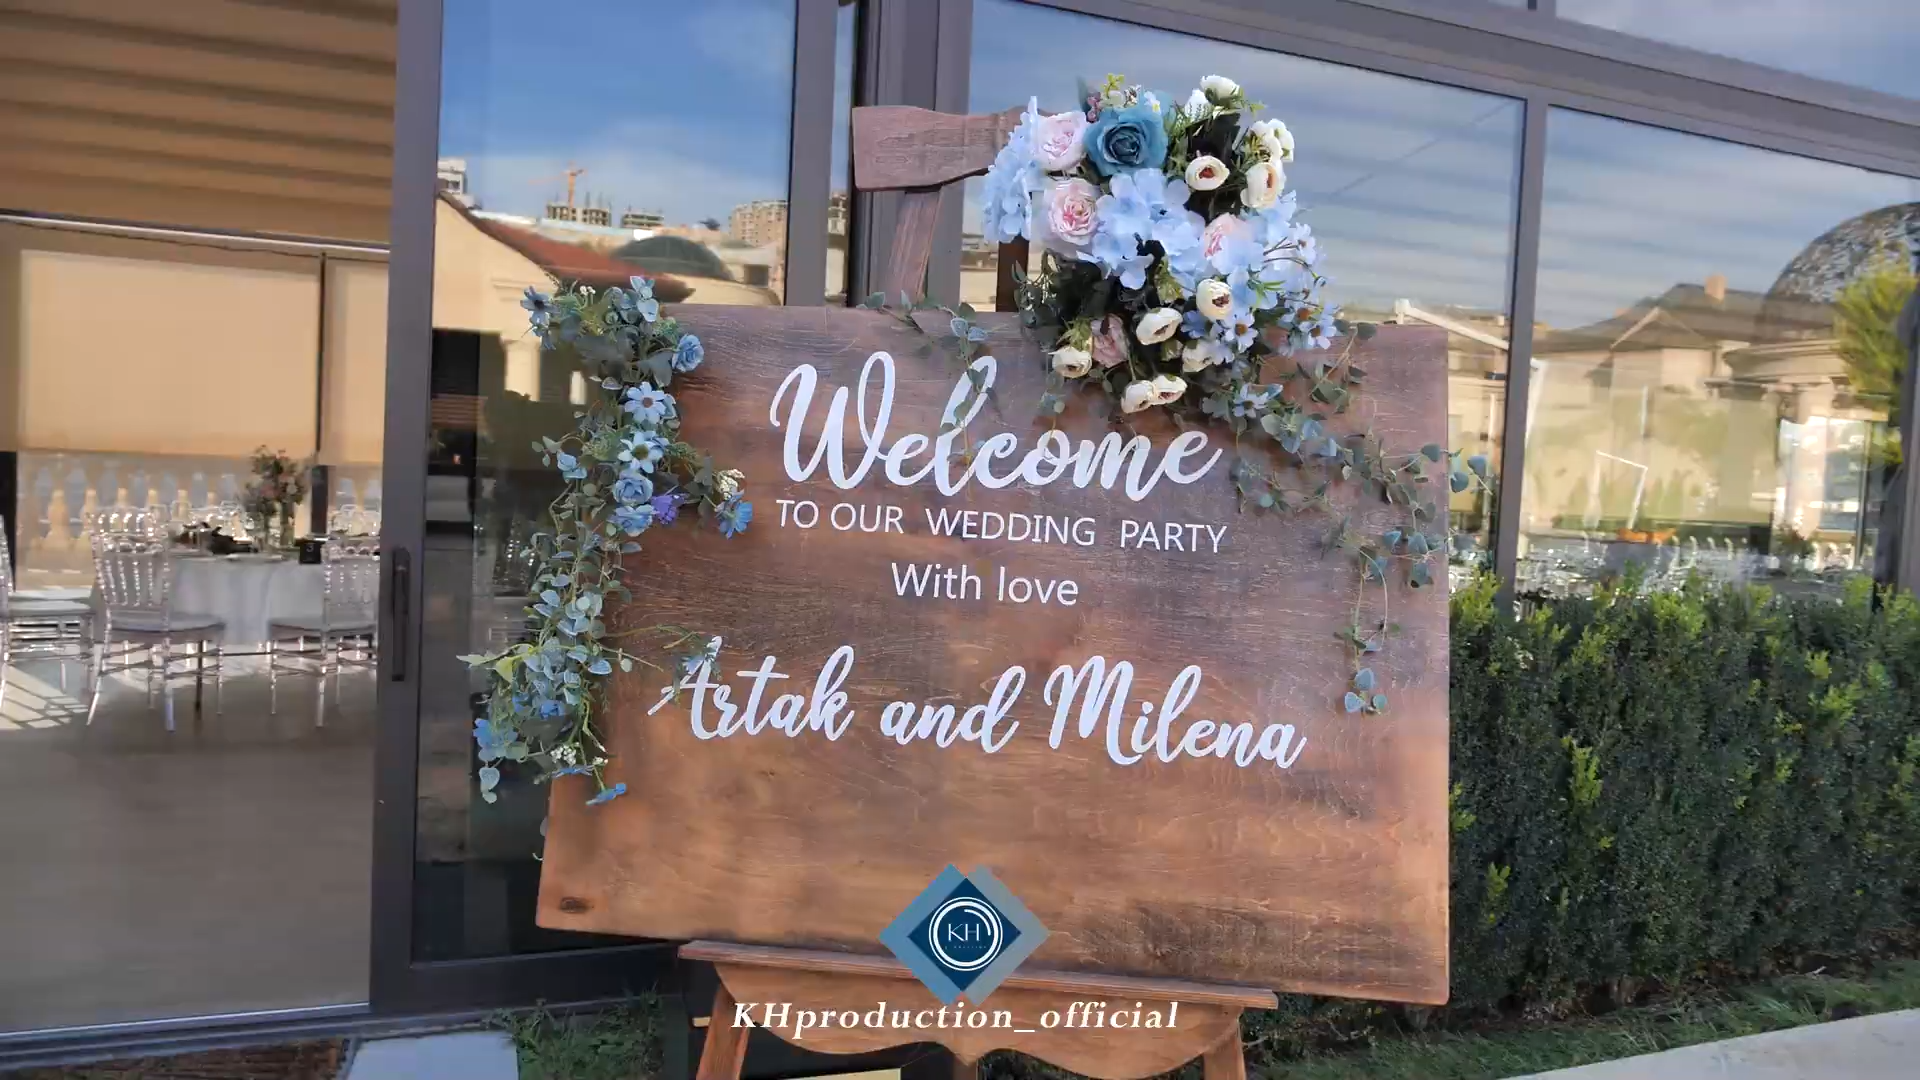 Welcome
TO OUR WEDDING PARTY
With love
Artak and Milena
KH
KHproduction_official